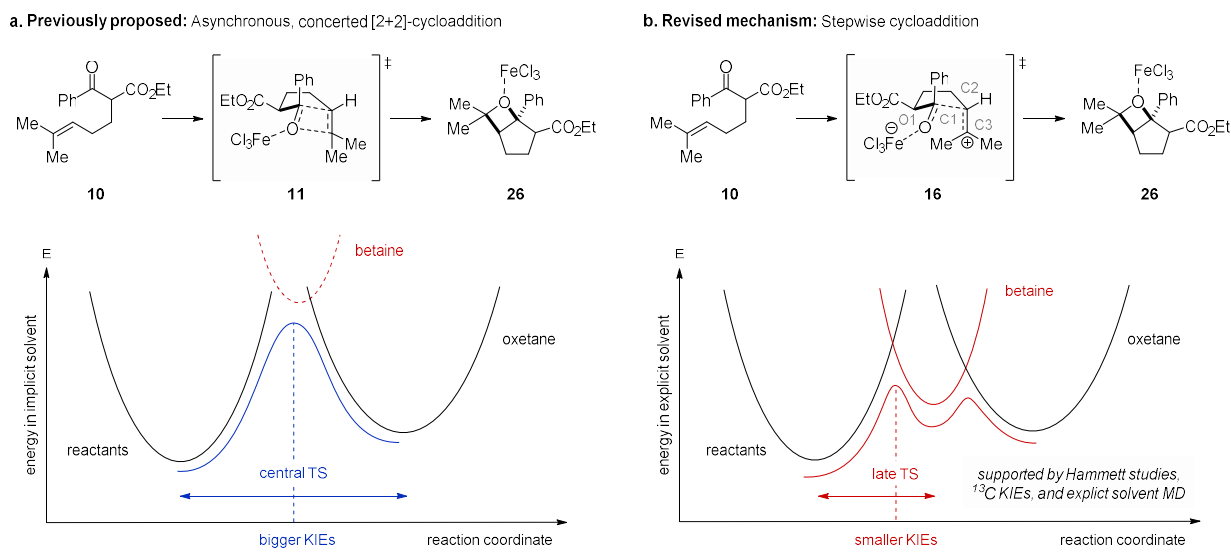 a. Previously proposed: Asynchronous, concerted [2+2]-cycloaddition
O
Ph
CO2Et
Me
Me
10
Ph
EtO2C
H
O
Cl3Fe
Me
Me
‡
11
FeCl3
O
Ph
Me
Me
CO2Et
26
E
energy in implicit solvent
betaine
oxetane
reactants
central TS
bigger KIEs
reaction coordinate
b. Revised mechanism: Stepwise cycloaddition
O
Ph
CO2Et
Me
Me
10
Ph
C2
EtO2C
H
O1
O
C1
C3
⊖
Cl3Fe
Me
Me
⊕
‡
16
FeCl3
O
Ph
Me
Me
CO2Et
26
E
energy in explicit solvent
betaine
oxetane
reactants
late TS
supported by Hammett studies,
13C KIEs, and explict solvent MD
smaller KIEs
reaction coordinate